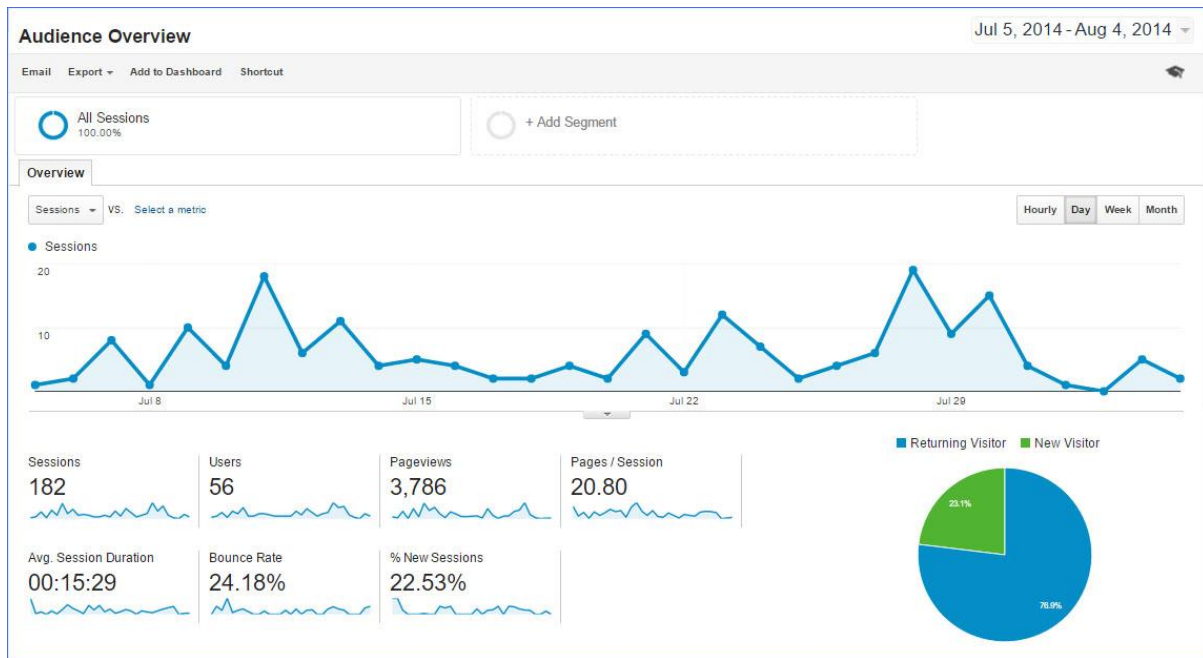 Audience Overview
Jul 5, 2014 - Aug 4, 2014
Email Export Add to Dashboard Shortcut
All Sessions
100.00%
+ Add Segment
Overview
Sessions VS. Select a metric
Hourly Day Week Month
Sessions
20
10
Jul 8 Jul 15 Jul 22 Jul 29
Returning Visitor New Visitor
Sessions Users Pageviews Pages / Session
182 56 3,786 20.80
23.1%
Avg. Session Duration Bounce Rate % New Sessions
00:15:29 24.18% 22.53%
76.9%